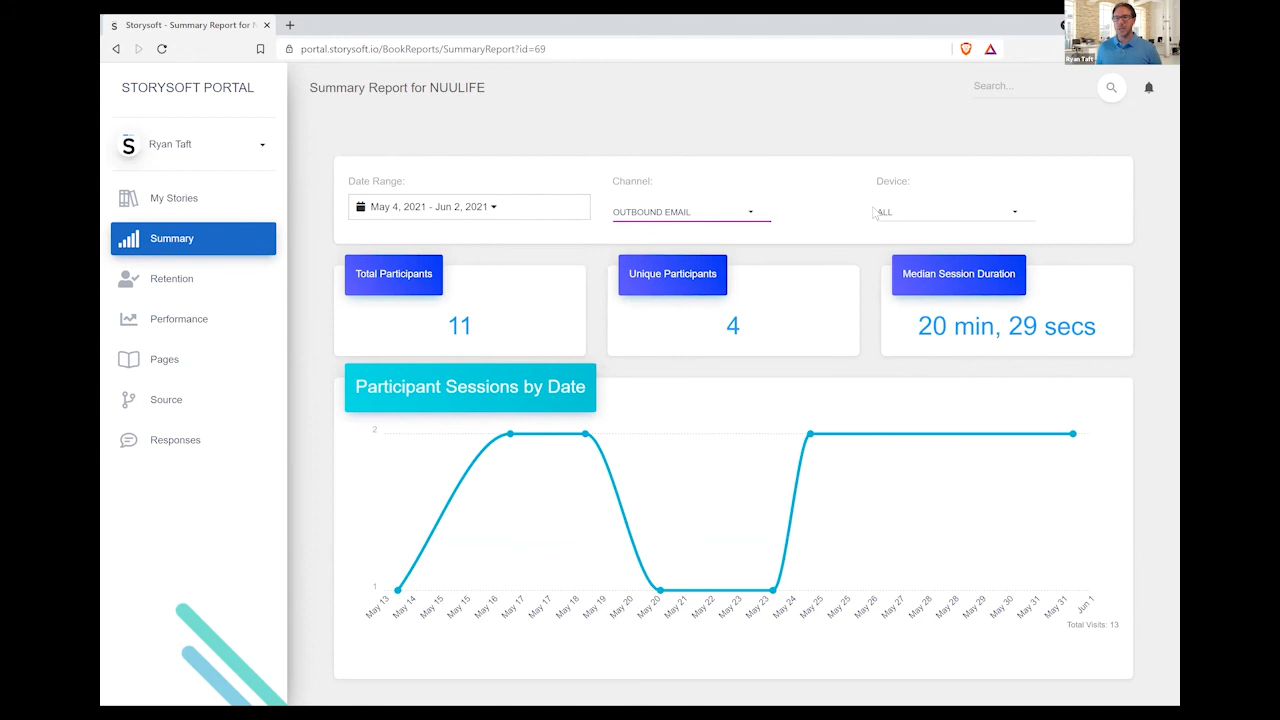 Storysoft - Summary Report for N
portal.storysoft.io/BookReports/SummaryReport?id=69
Ryan Taft
STORYSOFT PORTAL
Summary Report for NUULIFE
Search...
S
Ryan Taft
My Stories
Summary
Retention
Performance
Pages
Source
Responses
Date Range:
May 4, 2021 - Jun 2, 2021
Channel:
OUTBOUND EMAIL
Device:
ALL
Total Participants
11
Unique Participants
4
Median Session Duration
20 min, 29 secs
Participant Sessions by Date
2
1
May 13
May 14
May 15
May 15
May 16
May 17
May 17
May 18
May 19
May 20
May 20
May 21
May 22
May 23
May 23
May 24
May 25
May 25
May 26
May 27
May 28
May 28
May 29
May 30
May 31
May 31
Jun 1
Total Visits: 13